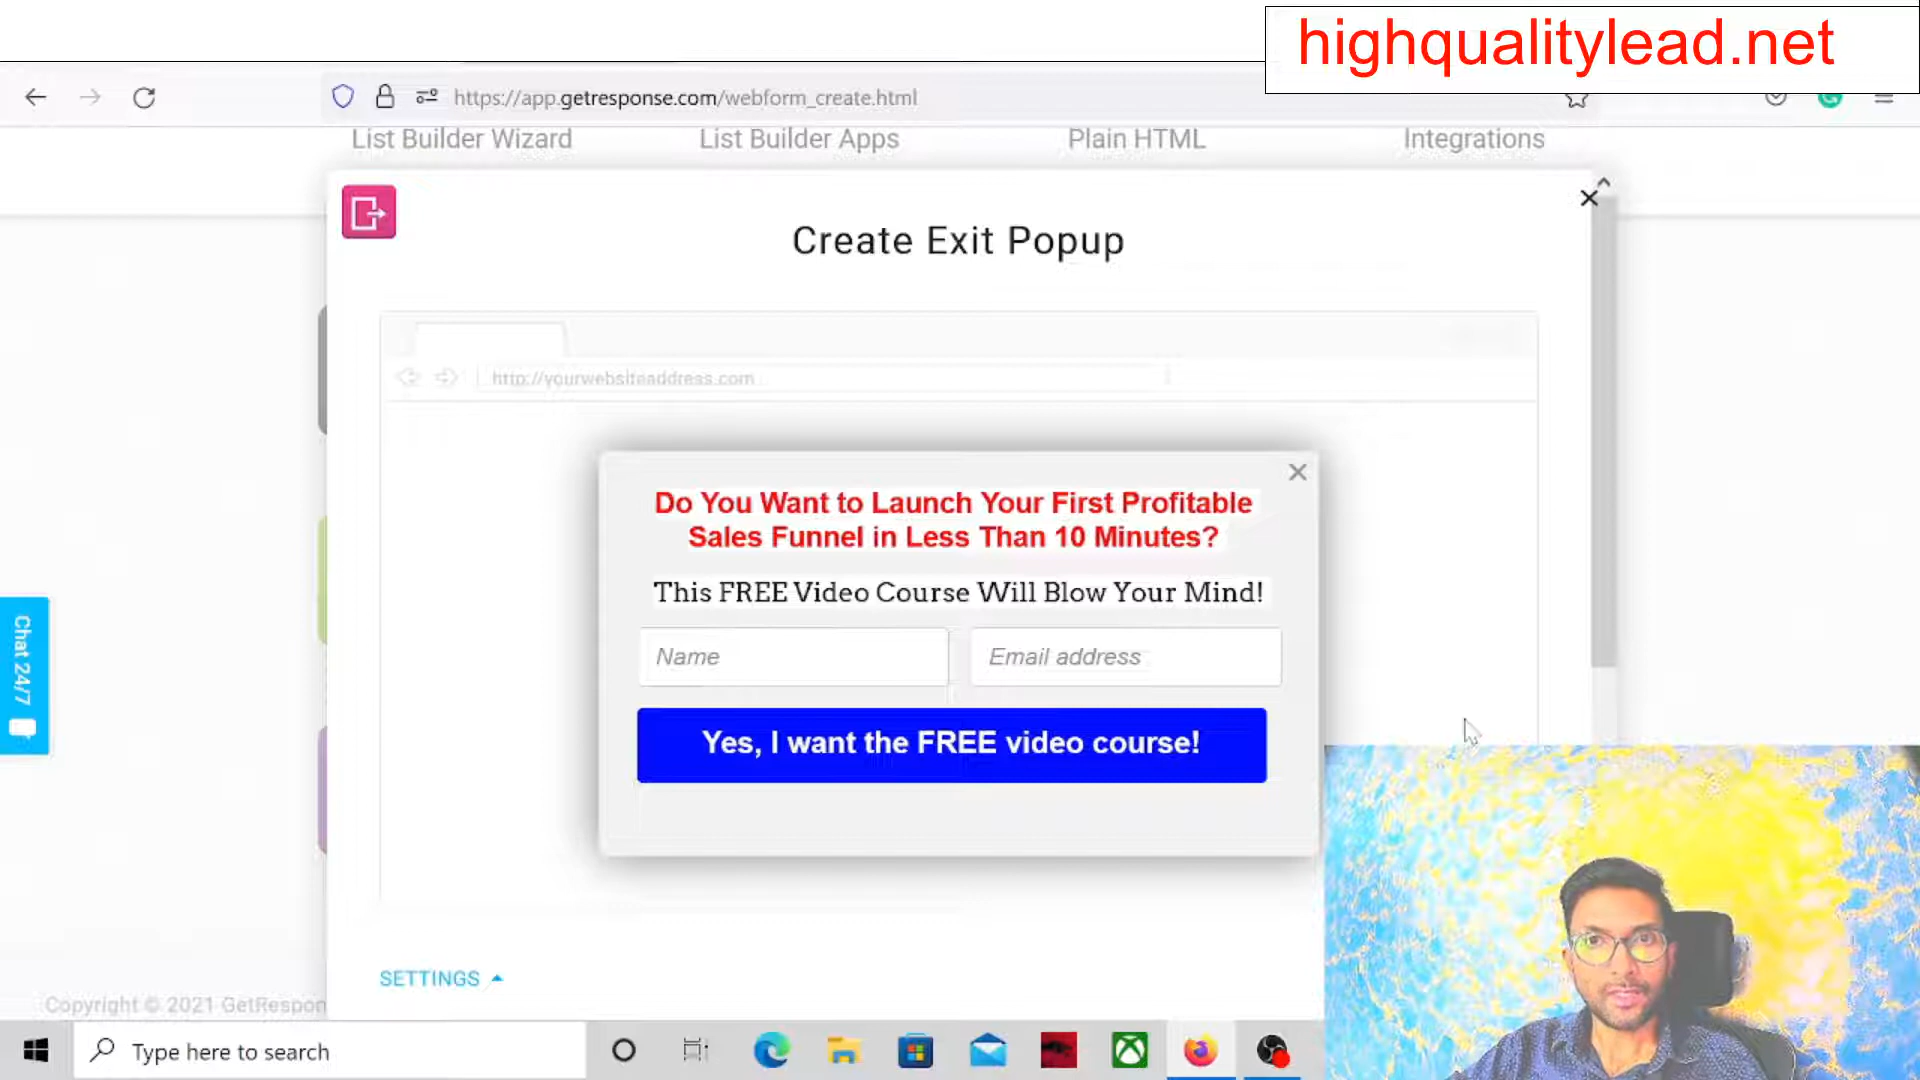 highqualitylead.net
https://app.getresponse.com/webform_create.html
List Builder Wizard
List Builder Apps
Plain HTML
Integrations
Create Exit Popup
http://yourwebsiteaddress.com
Do You Want to Launch Your First Profitable
Sales Funnel in Less Than 10 Minutes?
This FREE Video Course Will Blow Your Mind!
Name
Email address
Yes, I want the FREE video course!
Chat 24/7
SETTINGS
Copyright © 2021 GetRespon
Type here to search